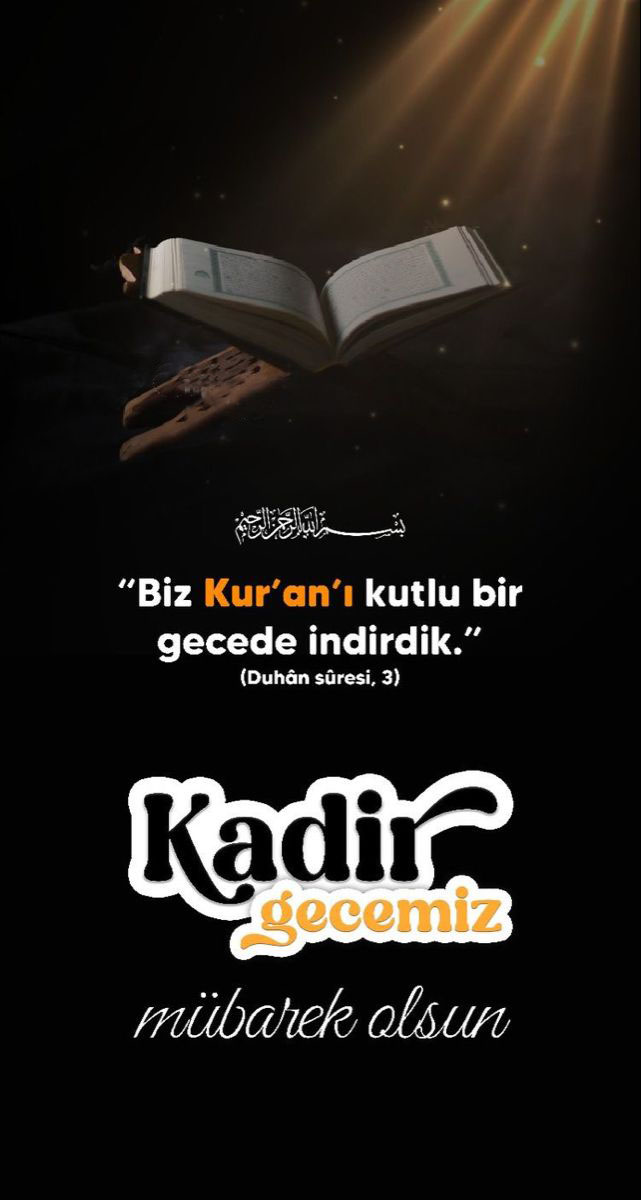 بسم الله الرحمن الرحيم
“Biz Kur’an’ı kutlu bir
gecede indirdik.”
(Duhân sûresi, 3)
Kadir
gecemiz
mübarek olsun